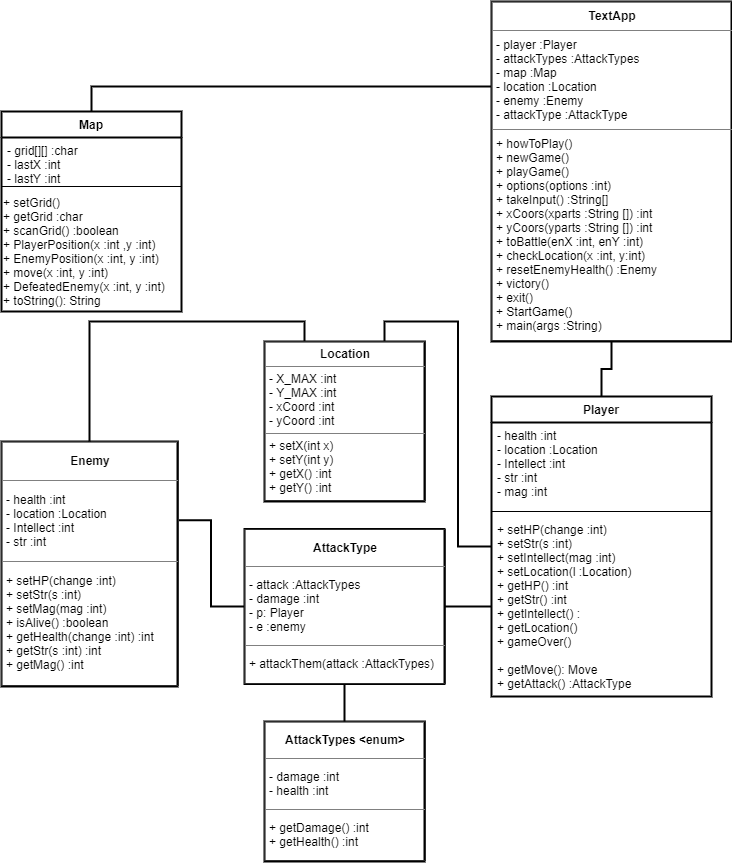 TextApp
- player :Player
- attackTypes :AttackTypes
- map :Map
- location :Location
- enemy :Enemy
- attackType :AttackType
+ howToPlay()
+ newGame()
+ playGame()
+ options(options :int)
+ takeInput() :String[]
+ xCoors(xparts :String []) :int
+ yCoors(yparts :String []) :int
+ toBattle(enX :int, enY :int)
+ checkLocation(x :int, y:int)
+ resetEnemyHealth() :Enemy
+ victory()
+ exit()
+ StartGame()
+ main(args :String)
Map
- grid[][] :char
- lastX :int
- lastY :int
+ setGrid()
+ getGrid :char
+ scanGrid() :boolean
+ PlayerPosition(x :int ,y :int)
+ EnemyPosition(x :int, y :int)
+ move(x :int, y :int)
+ DefeatedEnemy(x :int, y :int)
+ toString(): String
Location
- X_MAX :int
- Y_MAX :int
- xCoord :int
- yCoord :int
+ setX(int x)
+ setY(int y)
+ getX() :int
+ getY() :int
Player
- health :int
- location :Location
- Intellect :int
- str :int
- mag :int
+ setHP(change :int)
+ setStr(s :int)
+ setIntellect(mag :int)
+ setLocation(l :Location)
+ getHP() :int
+ getStr() :int
+ getIntellect() :
+ getLocation()
+ gameOver()
+ getMove(): Move
+ getAttack() :AttackType
Enemy
- health :int
- location :Location
- Intellect :int
- str :int
+ setHP(change :int)
+ setStr(s :int)
+ setMag(mag :int)
+ isAlive() :boolean
+ getHealth(change :int) :int
+ getStr(s :int) :int
+ getMag() :int
AttackType
- attack :AttackTypes
- damage :int
- p: Player
- e :enemy
+ attackThem(attack :AttackTypes)
AttackTypes <enum>
- damage :int
- health :int
+ getDamage() :int
+ getHealth() :int